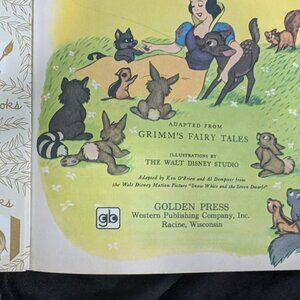 ooks
ADAPTED FROM
GRIMM'S FAIRY TALES
ILLUSTRATIONS BY
THE WALT DISNEY STUDIO
Adapted by Ken O'Brien and Al Dempster from
the Walt Disney Motion Picture "Snow White and the Seven Dwarfs"
gb
GOLDEN PRESS
Western Publishing Company, Inc.
Racine, Wisconsin